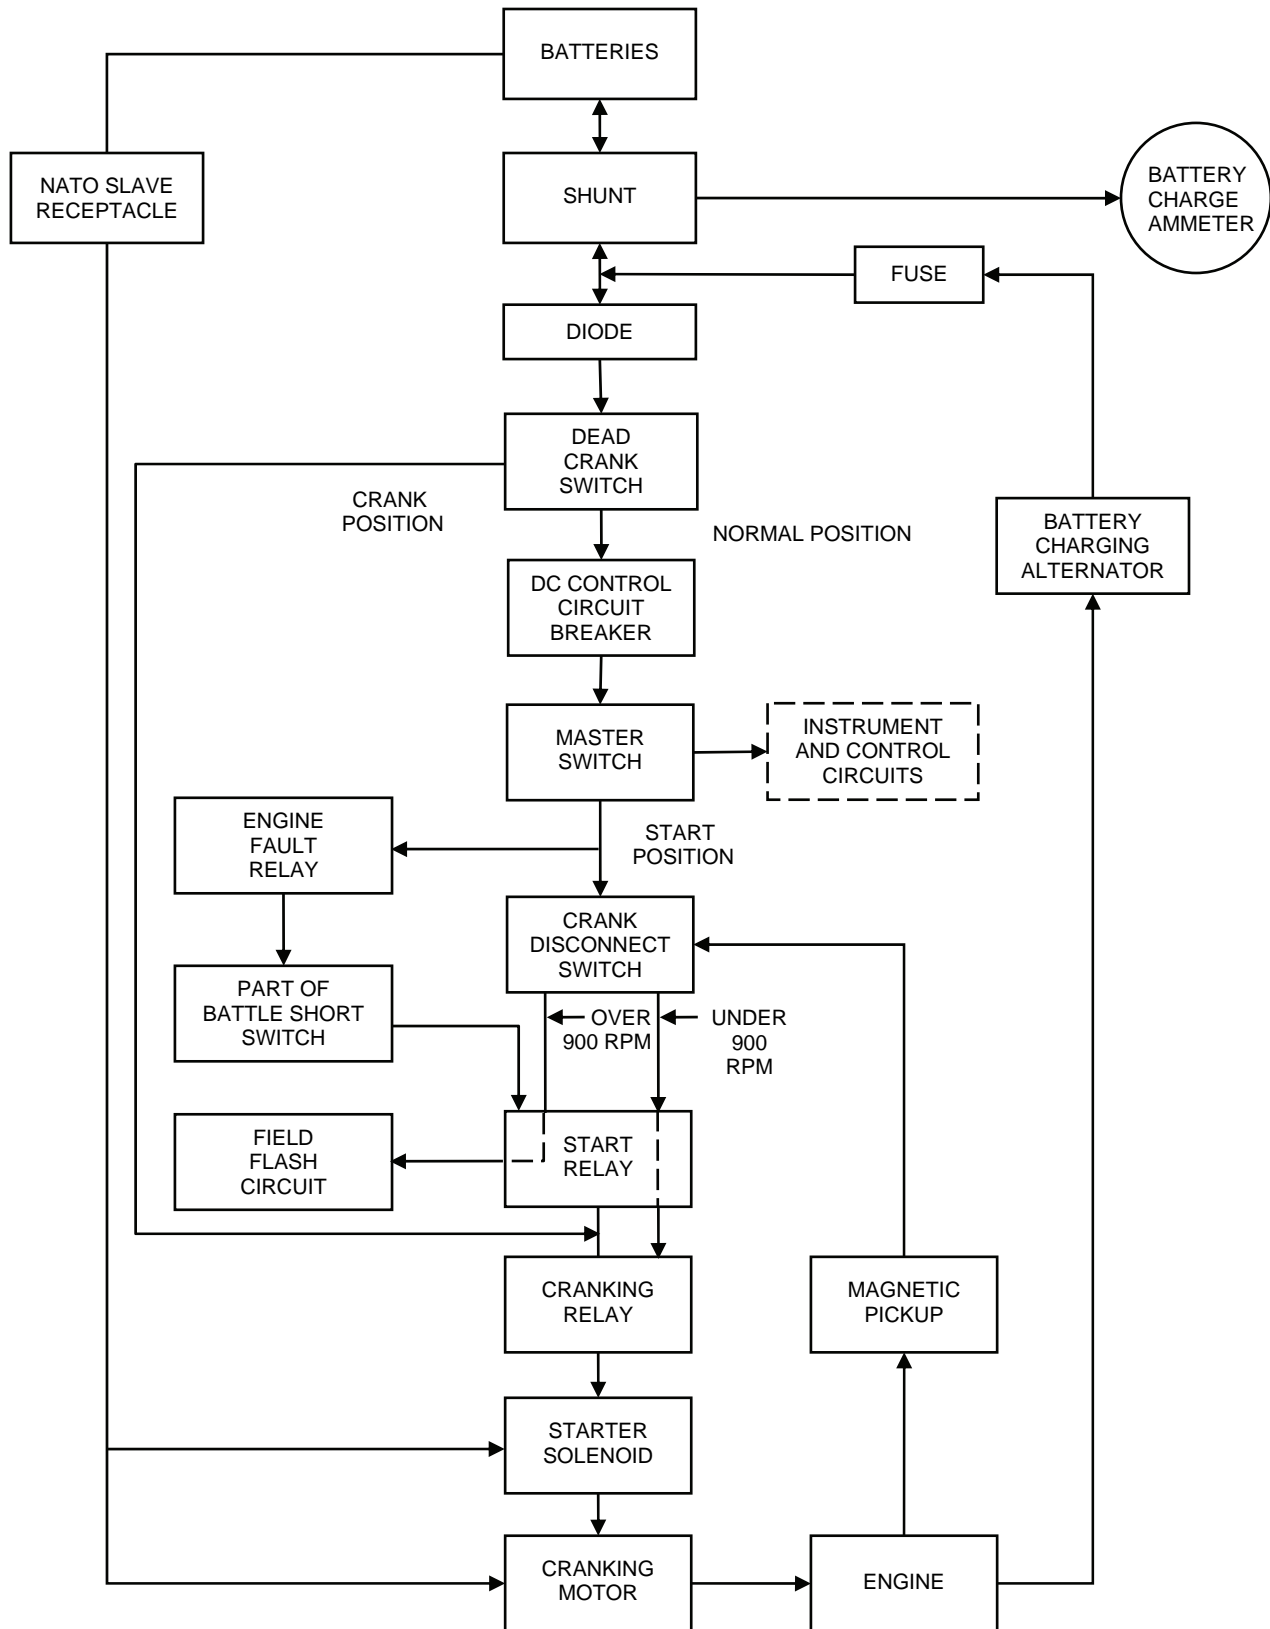 BATTERIES
NATO SLAVE
RECEPTACLE
SHUNT
BATTERY
CHARGE
AMMETER
FUSE
DIODE
DEAD
CRANK
SWITCH
CRANK
POSITION
NORMAL POSITION
BATTERY
CHARGING
ALTERNATOR
DC CONTROL
CIRCUIT
BREAKER
MASTER
SWITCH
INSTRUMENT
AND CONTROL
CIRCUITS
ENGINE
FAULT
RELAY
START
POSITION
CRANK
DISCONNECT
SWITCH
PART OF
BATTLE SHORT
SWITCH
OVER
900 RPM
UNDER
900
RPM
FIELD
FLASH
CIRCUIT
START
RELAY
CRANKING
RELAY
MAGNETIC
PICKUP
STARTER
SOLENOID
CRANKING
MOTOR
ENGINE